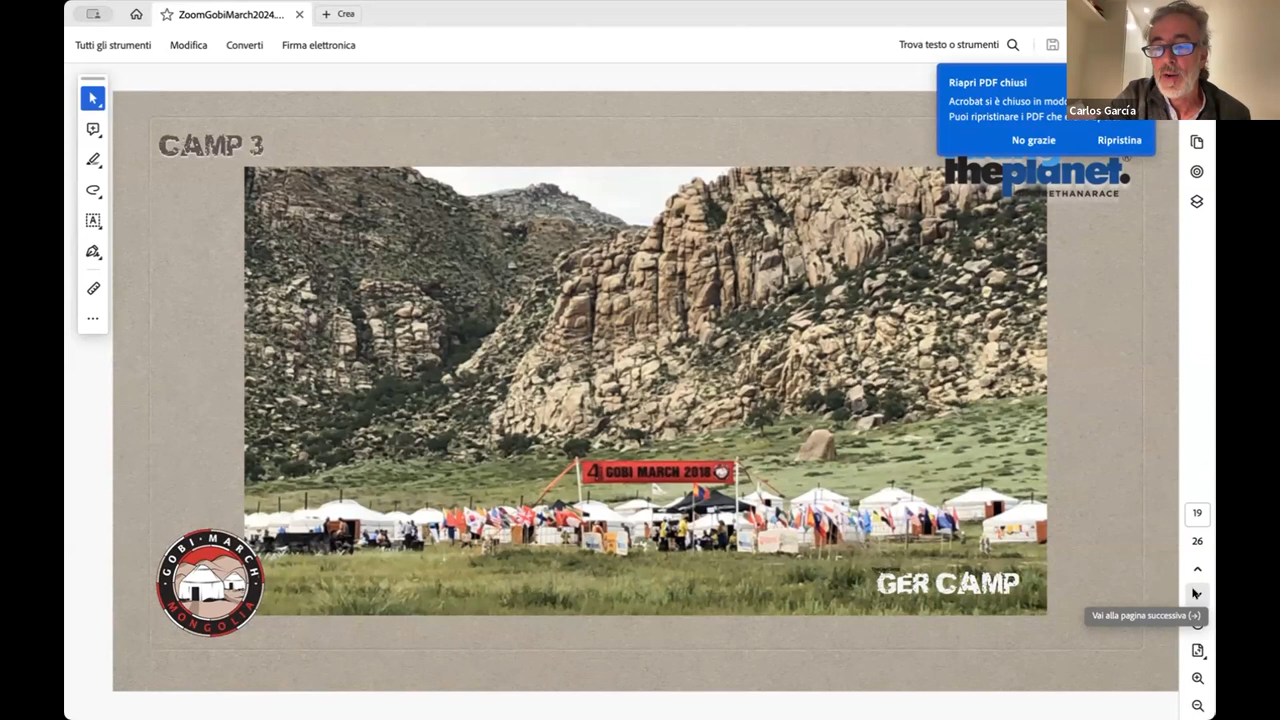 ZoomGobiMarch2024....
Crea
Tutti gli strumenti
Modifica
Converti
Firma elettronica
Trova testo o strumenti
Riapri PDF chiusi
Acrobat si è chiuso in mod
Puoi ripristinare i PDF che e
No grazie
Ripristina
Carlos García
CAMP 3
theplanet.
4 GOBI MARCH 2018
GER CAMP
GOBI·MARCH
MONGOLIA
19
26
Vai alla pagina successiva (→)